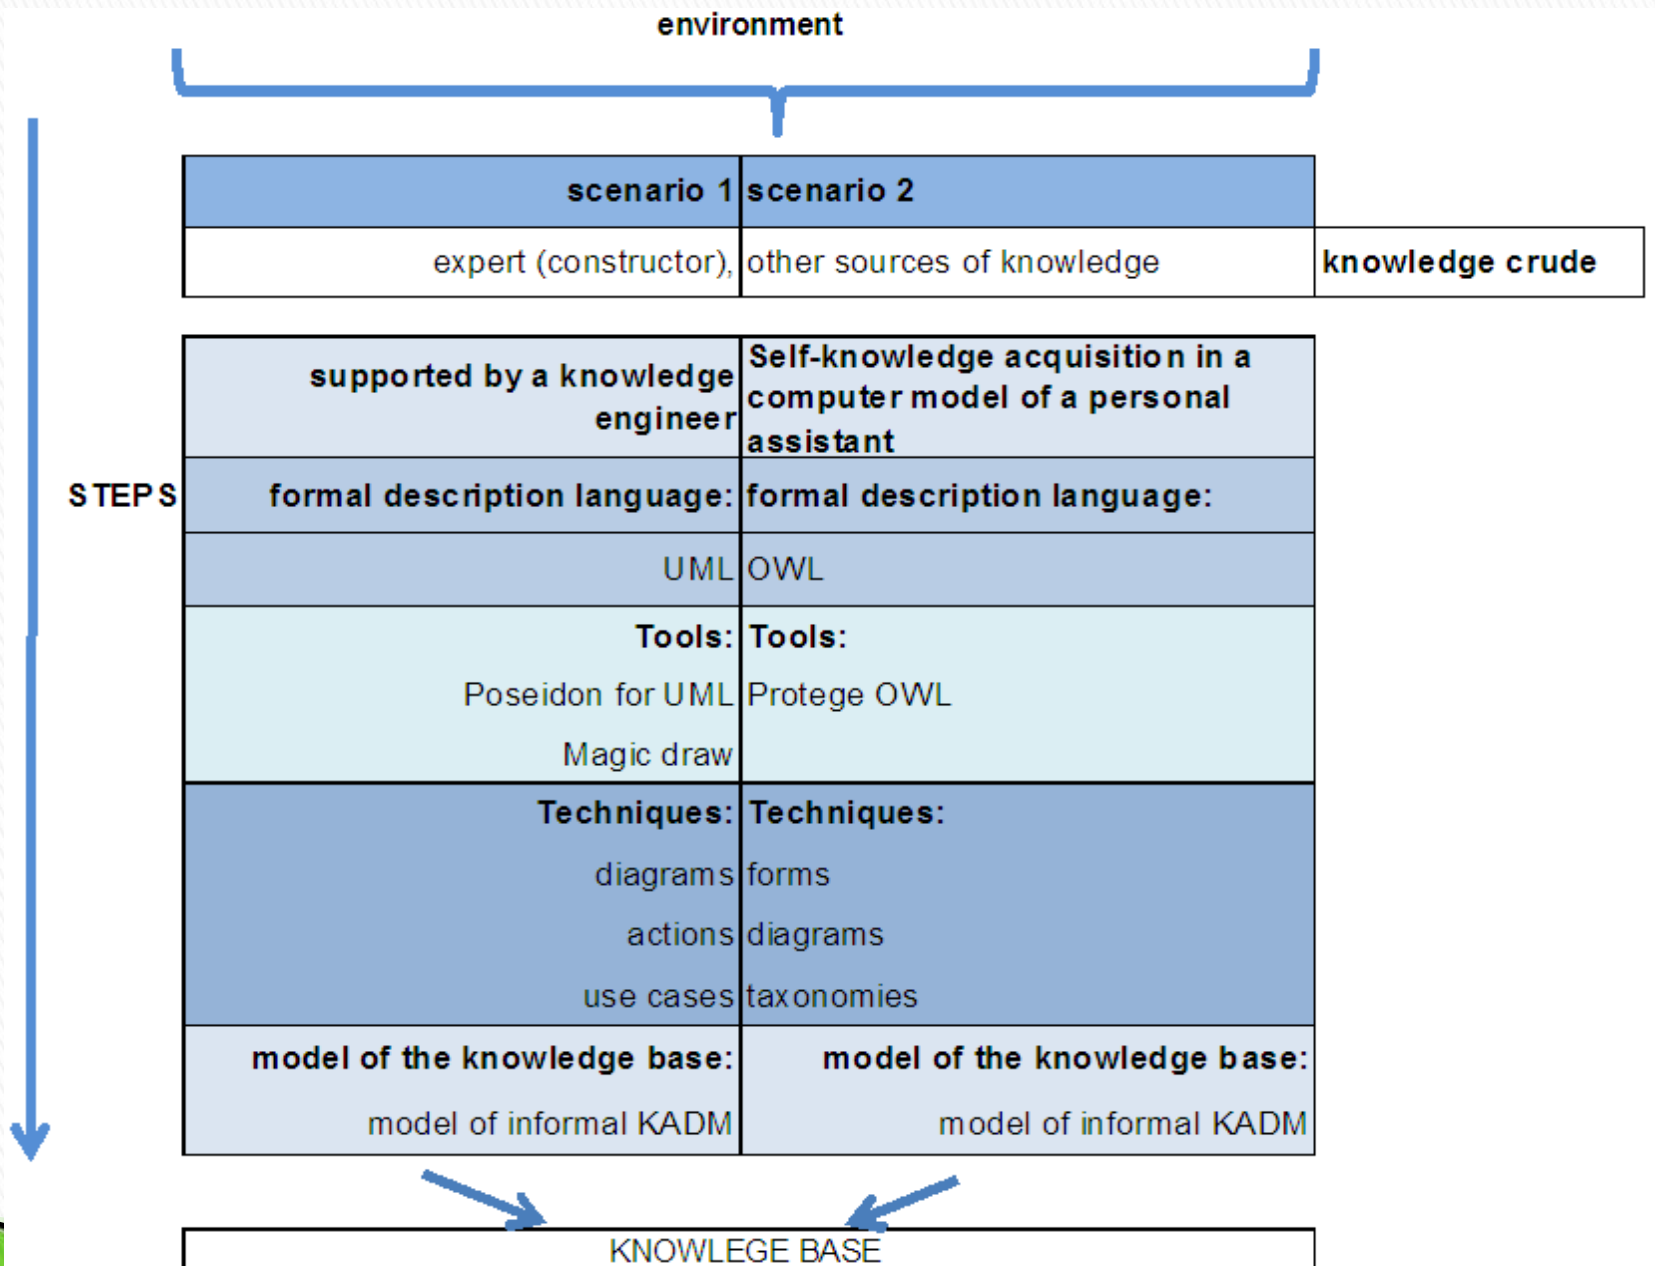 environment
scenario 1 scenario 2
expert (constructor), other sources of knowledge knowledge crude
supported by a knowledge engineer
Self-knowledge acquisition in a
computer model of a personal
assistant
STEPS
formal description language: formal description language:
UML OWL
Tools: Tools:
Poseidon for UML Protege OWL
Magic draw
Techniques: Techniques:
diagrams forms
actions diagrams
use cases taxonomies
model of the knowledge base: model of the knowledge base:
model of informal KADM model of informal KADM
KNOWLEGE BASE